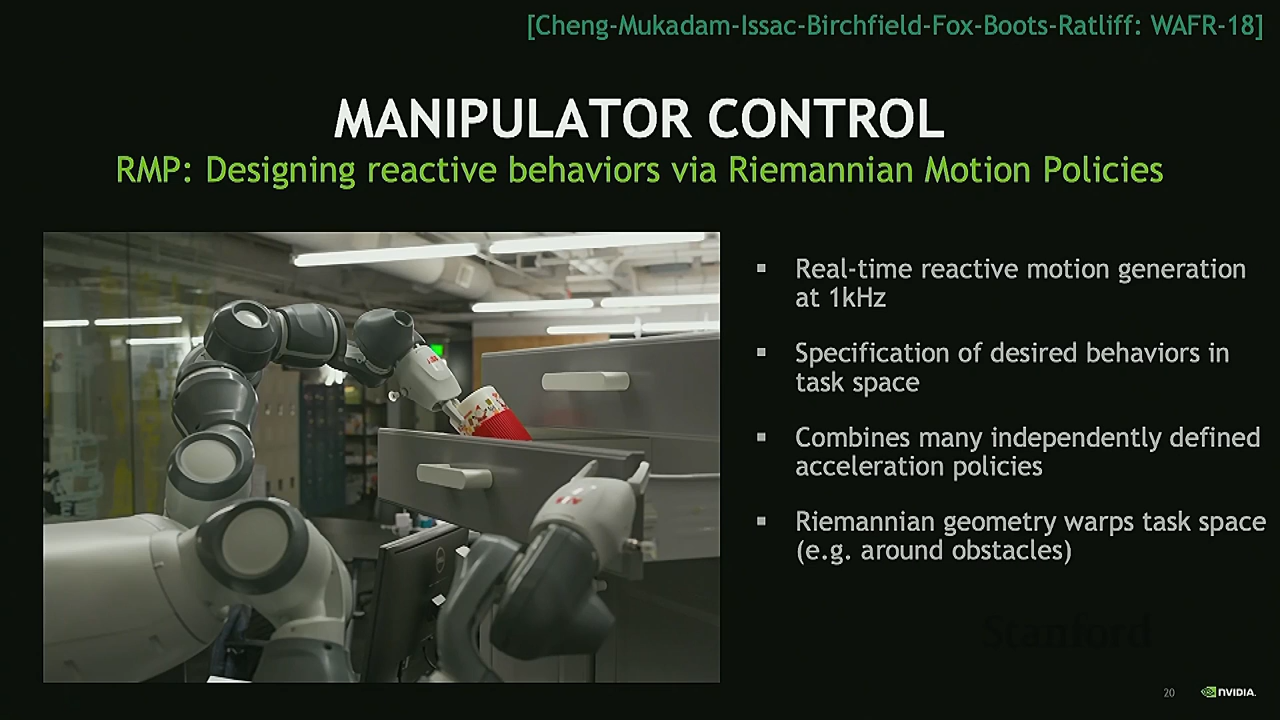 [Cheng-Mukadam-Issac-Birchfield-Fox-Boots-Ratliff: WAFR-18]
MANIPULATOR CONTROL
RMP: Designing reactive behaviors via Riemannian Motion Policies
▪ Real-time reactive motion generation
at 1kHz
▪ Specification of desired behaviors in
task space
▪ Combines many independently defined
acceleration policies
▪ Riemannian geometry warps task space
(e.g. around obstacles)
Stanford
20
NVIDIA.